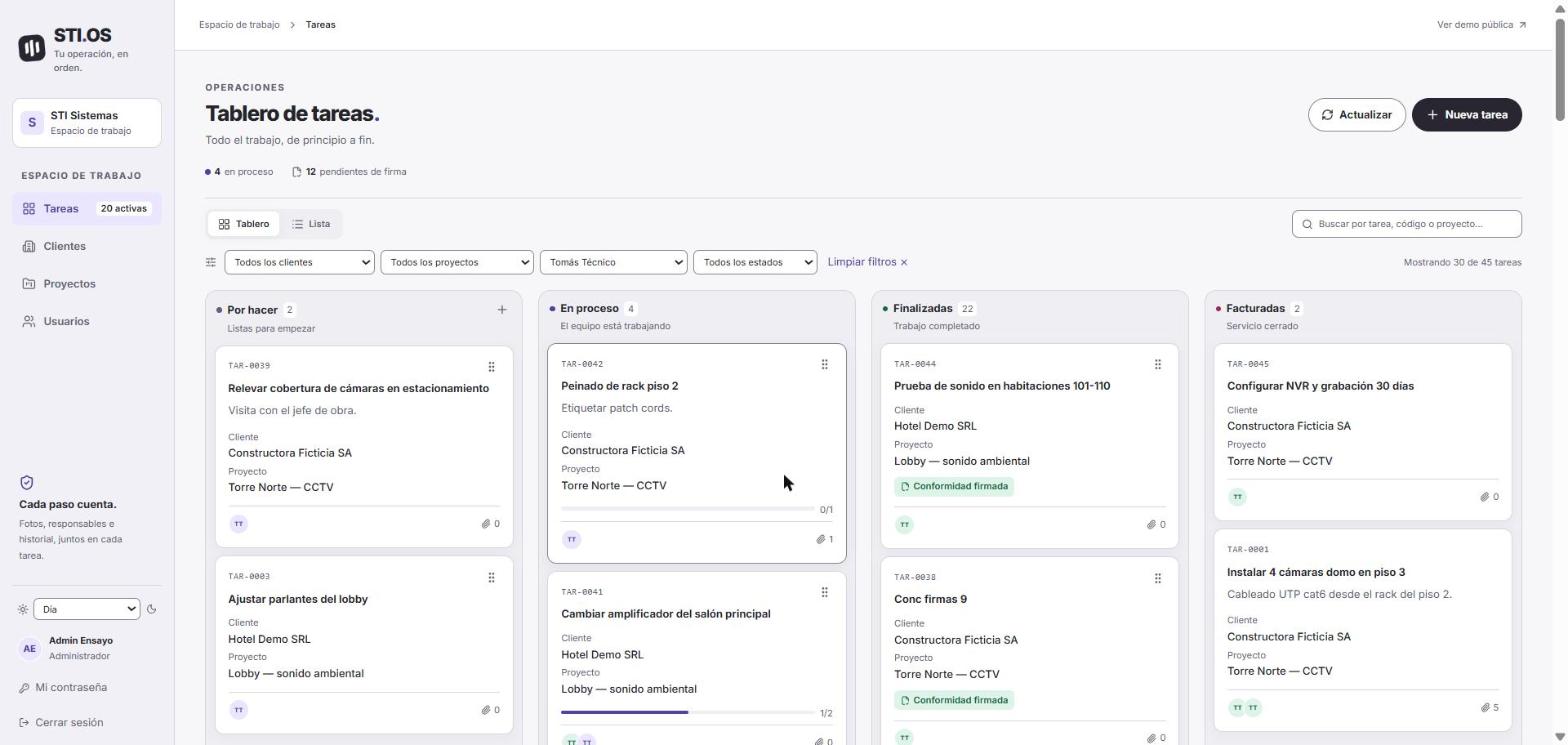 STI.OS
Tu operación, en
orden.
S
STI Sistemas
Espacio de trabajo
ESPACIO DE TRABAJO
Tareas
20 activas
Clientes
Proyectos
Usuarios
Cada paso cuenta.
Fotos, responsables e
historial, juntos en cada
tarea.
Día
AE
Admin Ensayo
Administrador
Mi contraseña
Cerrar sesión
Espacio de trabajo
Tareas
Ver demo pública
OPERACIONES
Tablero de tareas.
Todo el trabajo, de principio a fin.
4 en proceso
12 pendientes de firma
Actualizar
Nueva tarea
Tablero
Lista
Buscar por tarea, código o proyecto...
Todos los clientes
Todos los proyectos
Tomás Técnico
Todos los estados
Limpiar filtros ×
Mostrando 30 de 45 tareas
Por hacer 2
Listas para empezar
TAR-0039
Relevar cobertura de cámaras en estacionamiento
Visita con el jefe de obra.
Cliente
Constructora Ficticia SA
Proyecto
Torre Norte — CCTV
TT
0
TAR-0003
Ajustar parlantes del lobby
Cliente
Hotel Demo SRL
Proyecto
Lobby — sonido ambiental
TT
0
En proceso 4
El equipo está trabajando
TAR-0042
Peinado de rack piso 2
Etiquetar patch cords.
Cliente
Constructora Ficticia SA
Proyecto
Torre Norte — CCTV
0/1
TT
1
TAR-0041
Cambiar amplificador del salón principal
Cliente
Hotel Demo SRL
Proyecto
Lobby — sonido ambiental
1/2
TT TT
0
Finalizadas 22
Trabajo completado
TAR-0044
Prueba de sonido en habitaciones 101-110
Cliente
Hotel Demo SRL
Proyecto
Lobby — sonido ambiental
Conformidad firmada
TT
0
TAR-0038
Conc firmas 9
Cliente
Constructora Ficticia SA
Proyecto
Torre Norte — CCTV
Conformidad firmada
TT
0
Facturadas 2
Servicio cerrado
TAR-0045
Configurar NVR y grabación 30 días
Cliente
Constructora Ficticia SA
Proyecto
Torre Norte — CCTV
TT
0
TAR-0001
Instalar 4 cámaras domo en piso 3
Cableado UTP cat6 desde el rack del piso 2.
Cliente
Constructora Ficticia SA
Proyecto
Torre Norte — CCTV
TT TT
5